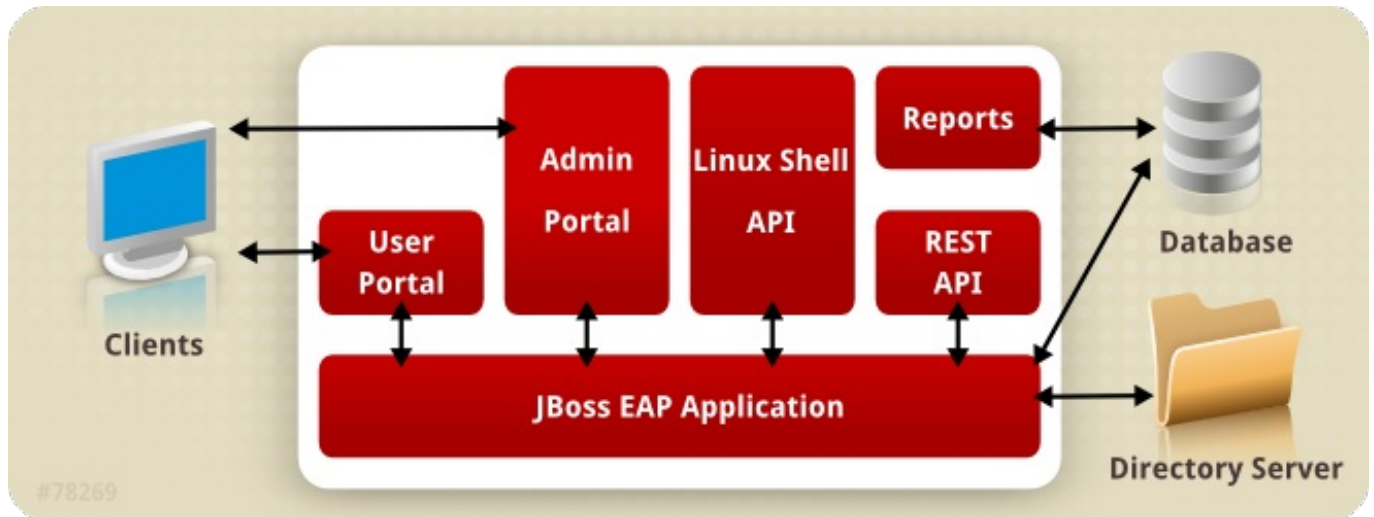 Clients
User
Portal
Admin
Portal
Linux Shell
API
Reports
REST
API
JBoss EAP Application
Database
Directory Server
#78269